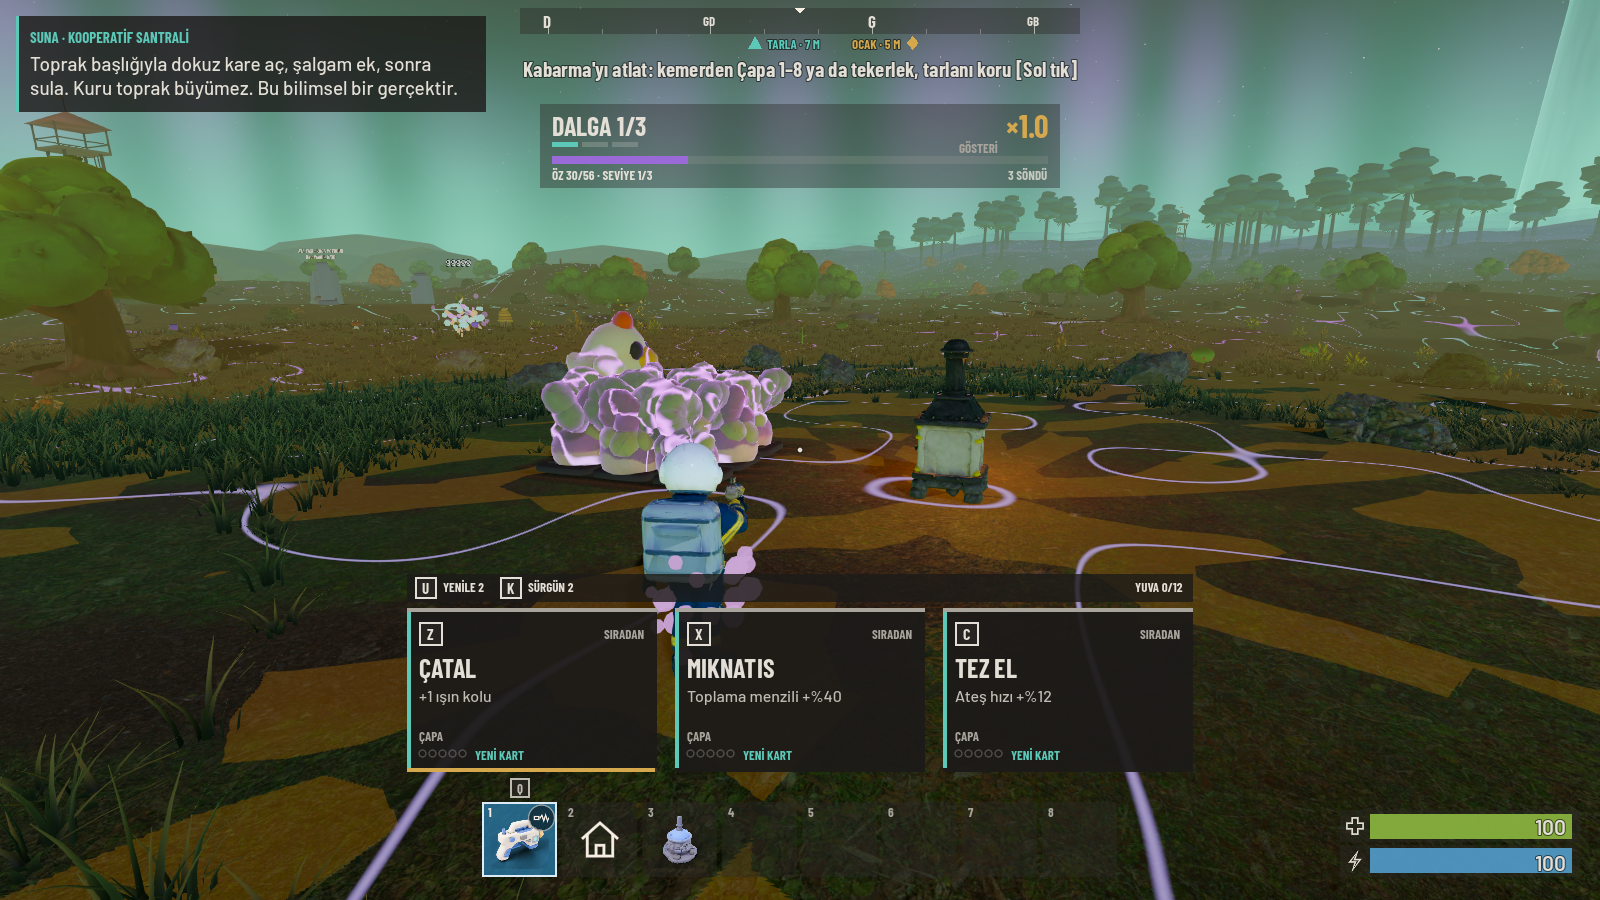 SUNA · KOOPERATİF SANTRALİ
Toprak başlığıyla dokuz kare aç, şalgam ek, sonra
sula. Kuru toprak büyümez. Bu bilimsel bir gerçektir.
D GD G GB
TARLA · 7 M OCAK · 5 M
Kabarma'yı atlat: kemerden Çapa 1-8 ya da tekerlek, tarlanı koru [Sol tık]
DALGA 1/3
×1.0
GÖSTERİ
ÖZ 30/56 · SEVİYE 1/3
3 SÖNDÜ
U YENİLE 2 K SÜRGÜN 2
YUVA 0/12
Z SIRADAN
ÇATAL
+1 ışın kolu
ÇAPA
YENİ KART
X SIRADAN
MIKNATIS
Toplama menzili +%40
ÇAPA
YENİ KART
C SIRADAN
TEZ EL
Ateş hızı +%12
ÇAPA
YENİ KART
Q
1 2 3 4 5 6 7 8
100
100